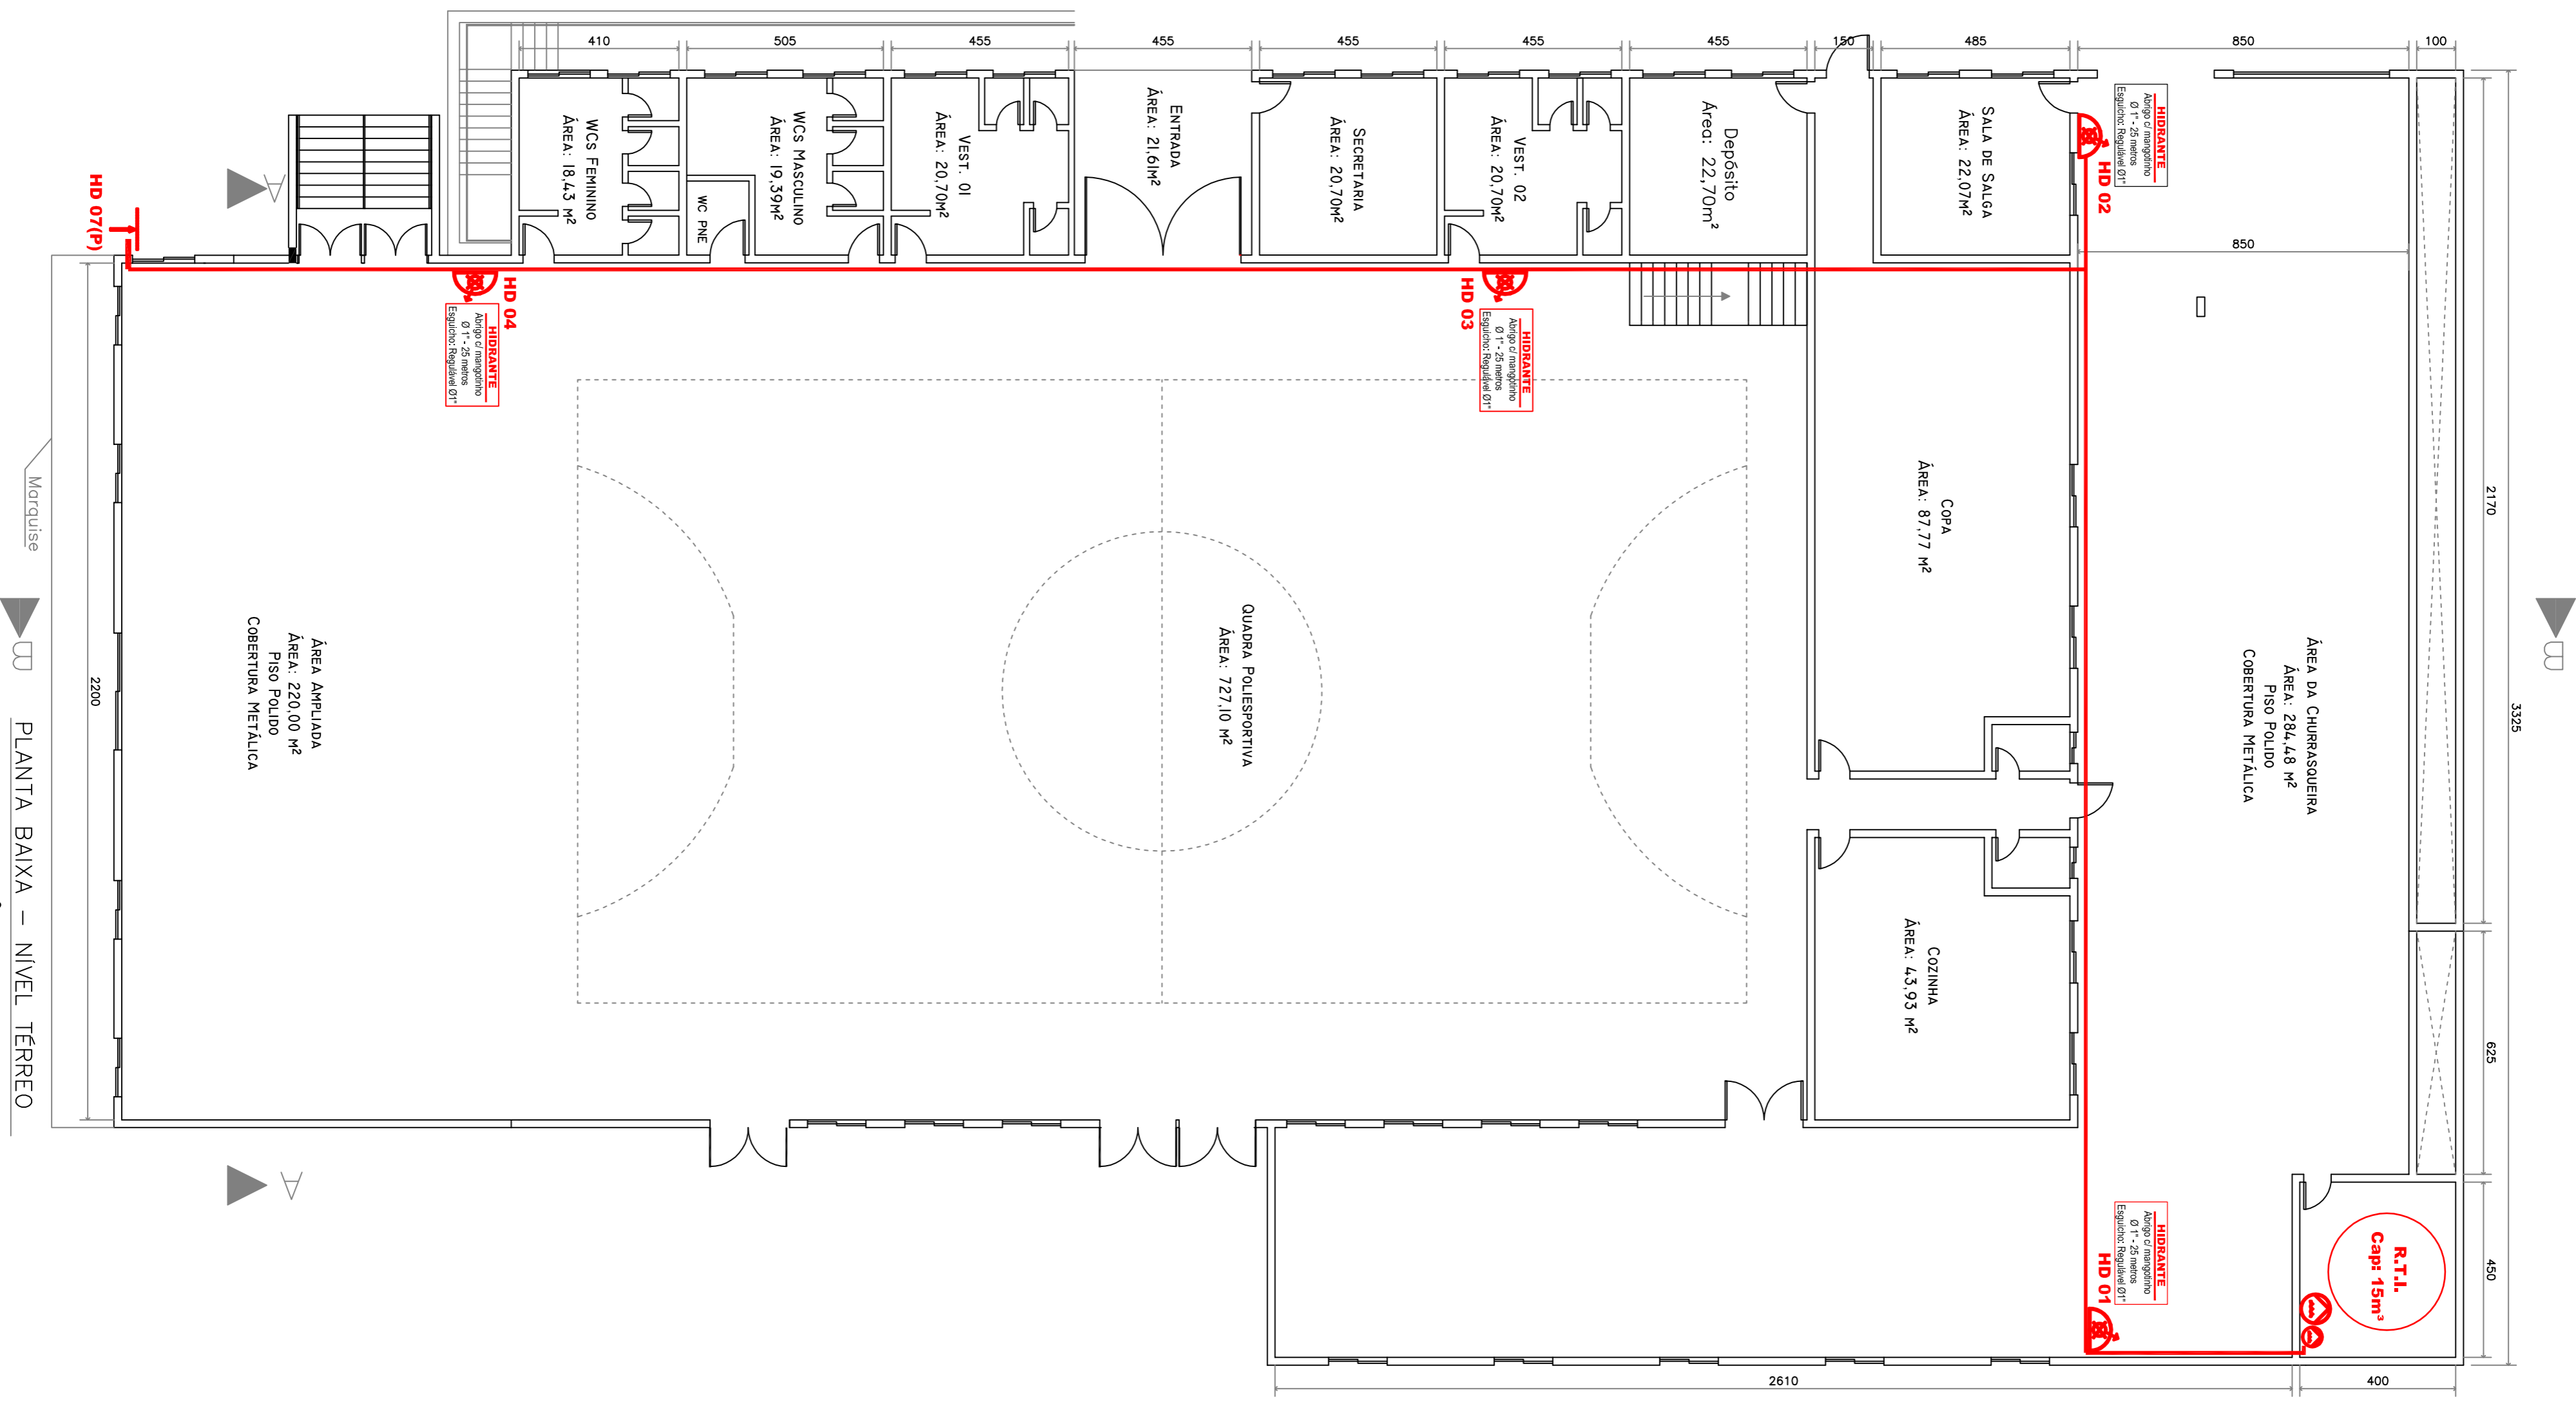 410
505
455
455
455
455
455
150
485
850
100
HIDRANTE
Abrigo c/ mangotinho
Ø 1" - 25 metros
Esguicho: Regulável Ø1"
HD 02
SALA DE SALGA
ÁREA: 22,07M²
Depósito
Área: 22,70m²
VEST. 02
ÁREA: 20,70M²
SECRETARIA
ÁREA: 20,70M²
ENTRADA
ÁREA: 21,61M²
VEST. 01
ÁREA: 20,70M²
WCS MASCULINO
ÁREA: 19,39M²
WC PNE
WCS FEMININO
ÁREA: 18,43 M²
A
HD 07(P)
850
HD 04
HIDRANTE
Abrigo c/ mangotinho
Ø 1" - 25 metros
Esguicho: Regulável Ø1"
HD 03
HIDRANTE
Abrigo c/ mangotinho
Ø 1" - 25 metros
Esguicho: Regulável Ø1"
Marquise
COPA
ÁREA: 87,77 M²
2170
3325
B
B
ÁREA DA CHURRASQUEIRA
ÁREA: 284,48 M²
PISO POLIDO
COBERTURA METÁLICA
QUADRA POLIESPORTIVA
ÁREA: 727,10 M²
ÁREA AMPLIADA
ÁREA: 220,00 M²
PISO POLIDO
COBERTURA METÁLICA
2200
PLANTA BAIXA – NÍVEL TÉRREO
COZINHA
ÁREA: 43,93 M²
625
A
HIDRANTE
Abrigo c/ mangotinho
Ø 1" - 25 metros
Esguicho: Regulável Ø1"
HD 01
R.T.I.
Cap: 15m³
450
2610
400